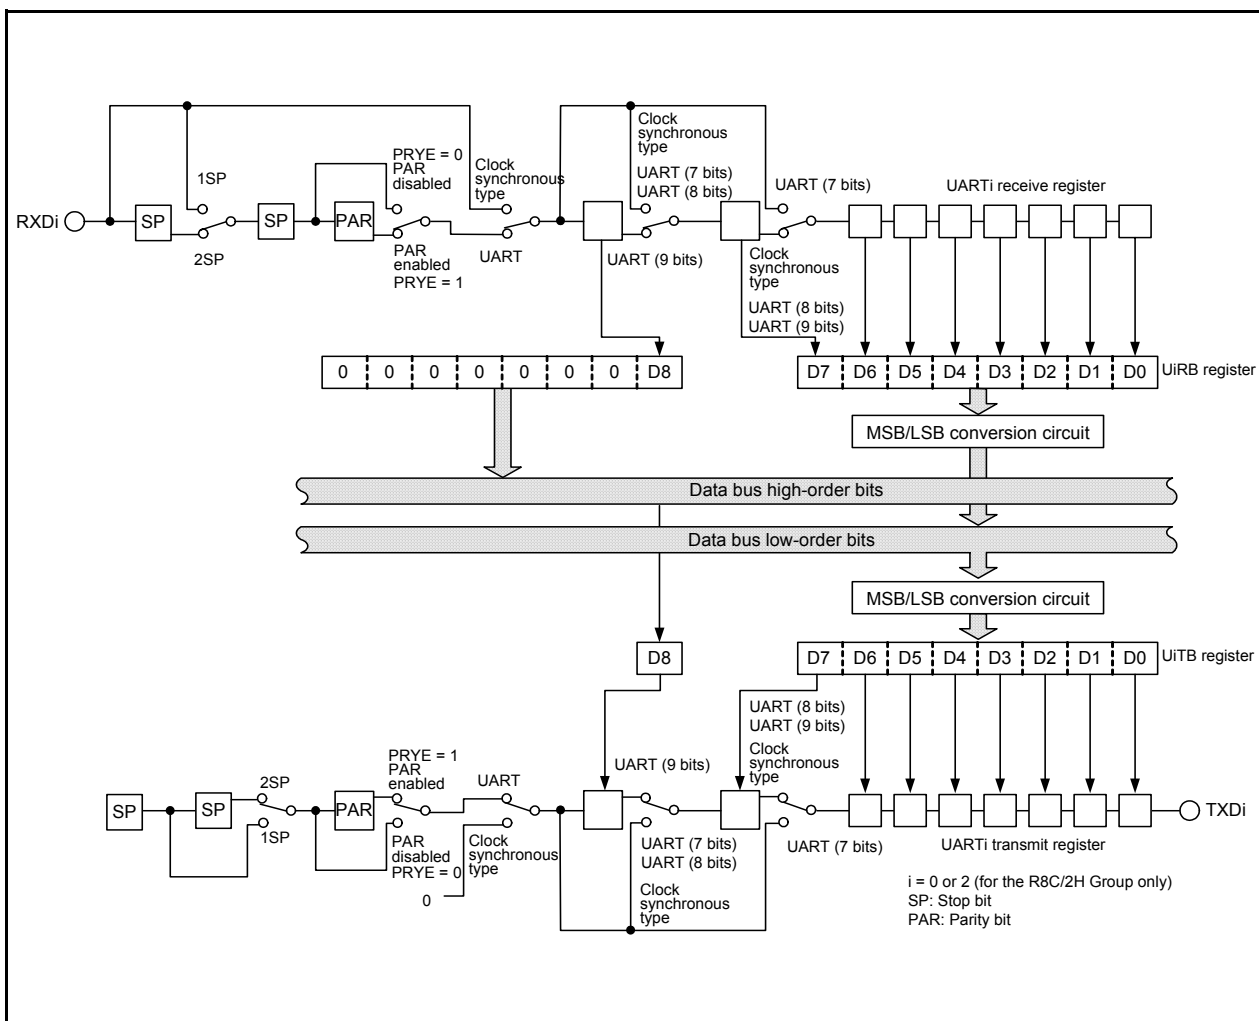 Clock
synchronous
type
PRYE = 0
PAR
disabled
Clock
synchronous
type
UART (7 bits)
UART (8 bits)
1SP
UART (7 bits)
UARTi receive register
RXDi
SP
SP
PAR
2SP
PAR
enabled
PRYE = 1
UART
UART (9 bits)
Clock
synchronous
type
UART (8 bits)
UART (9 bits)
0 0 0 0 0 0 0 D8
D7 D6 D5 D4 D3 D2 D1 D0
UiRB register
MSB/LSB conversion circuit
Data bus high-order bits
Data bus low-order bits
MSB/LSB conversion circuit
D8
D7 D6 D5 D4 D3 D2 D1 D0
UiTB register
UART (8 bits)
UART (9 bits)
PRYE = 1
PAR
enabled
UART
UART (9 bits)
Clock
synchronous
type
2SP
SP
SP
PAR
TXDi
1SP
PAR
disabled
PRYE = 0
Clock
synchronous
type
0
UART (7 bits)
UART (8 bits)
Clock
synchronous
type
UART (7 bits)
UARTi transmit register
i = 0 or 2 (for the R8C/2H Group only)
SP: Stop bit
PAR: Parity bit